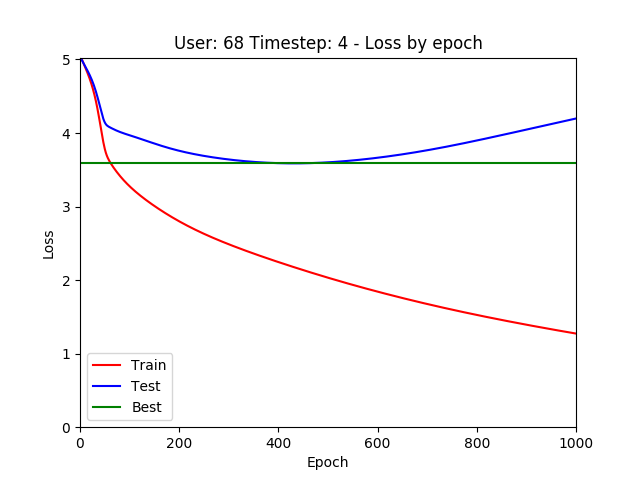 User: 68 Timestep: 4 - Loss by epoch
5
4
3
2
1
0
Loss
Train
Test
Best
0 200 400 600 800 1000
Epoch